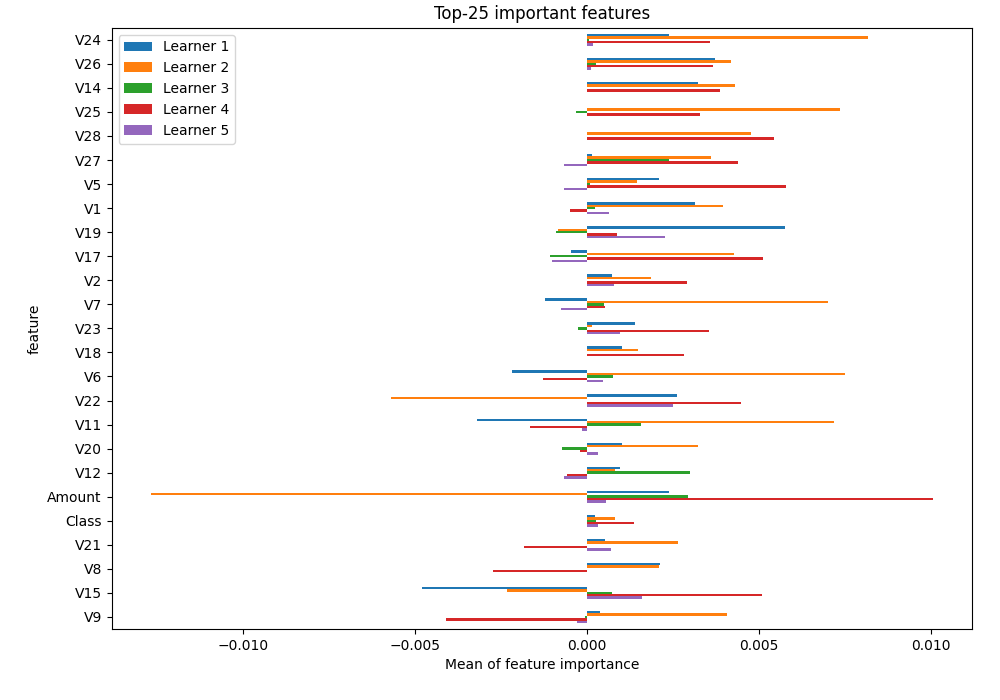 Top-25 important features
Learner 1
Learner 2
Learner 3
Learner 4
Learner 5
feature
V24
V26
V14
V25
V28
V27
V5
V1
V19
V17
V2
V7
V23
V18
V6
V22
V11
V20
V12
Amount
Class
V21
V8
V15
V9
−0.010 −0.005 0.000 0.005 0.010
Mean of feature importance